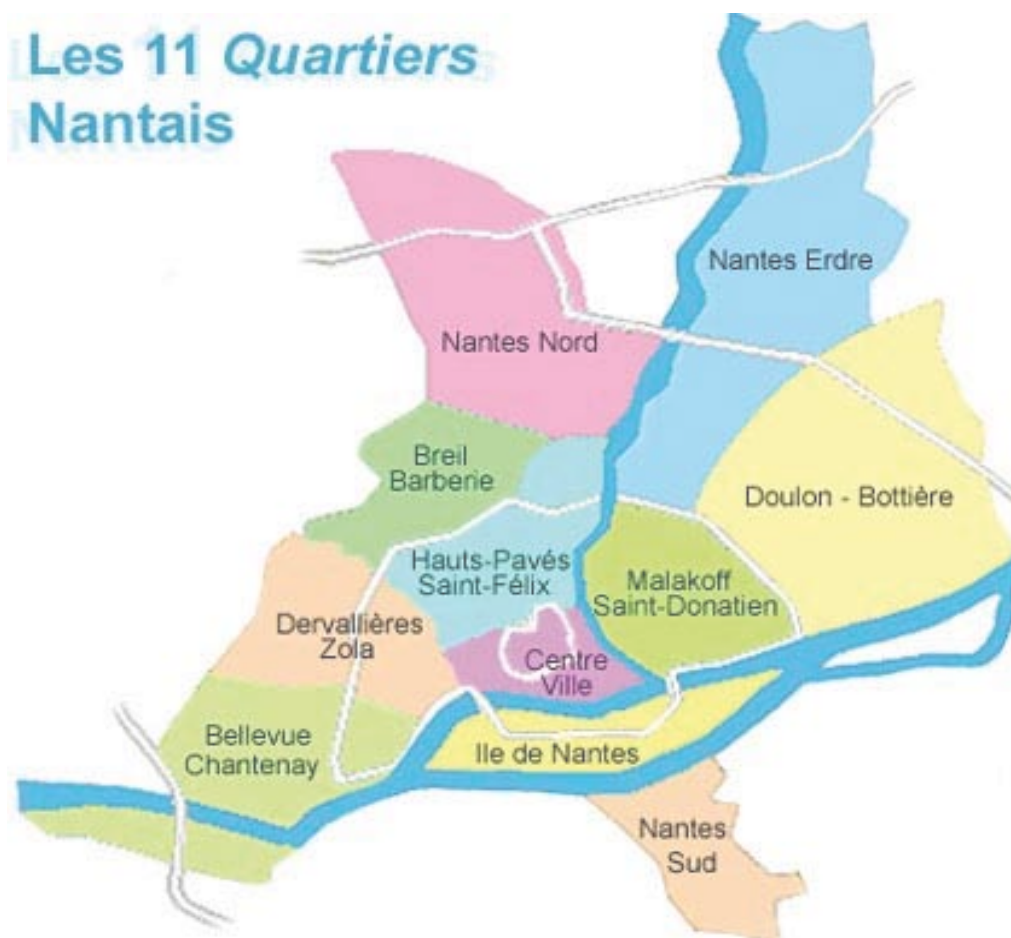 Les 11 Quartiers
Nantais
Nantes Erdre
Nantes Nord
Breil
Barberie
Doulon - Bottière
Hauts-Pavés
Saint-Félix
Malakoff
Saint-Donatien
Dervallières
Zola
Centre
Ville
Bellevue
Chantenay
Ile de Nantes
Nantes
Sud